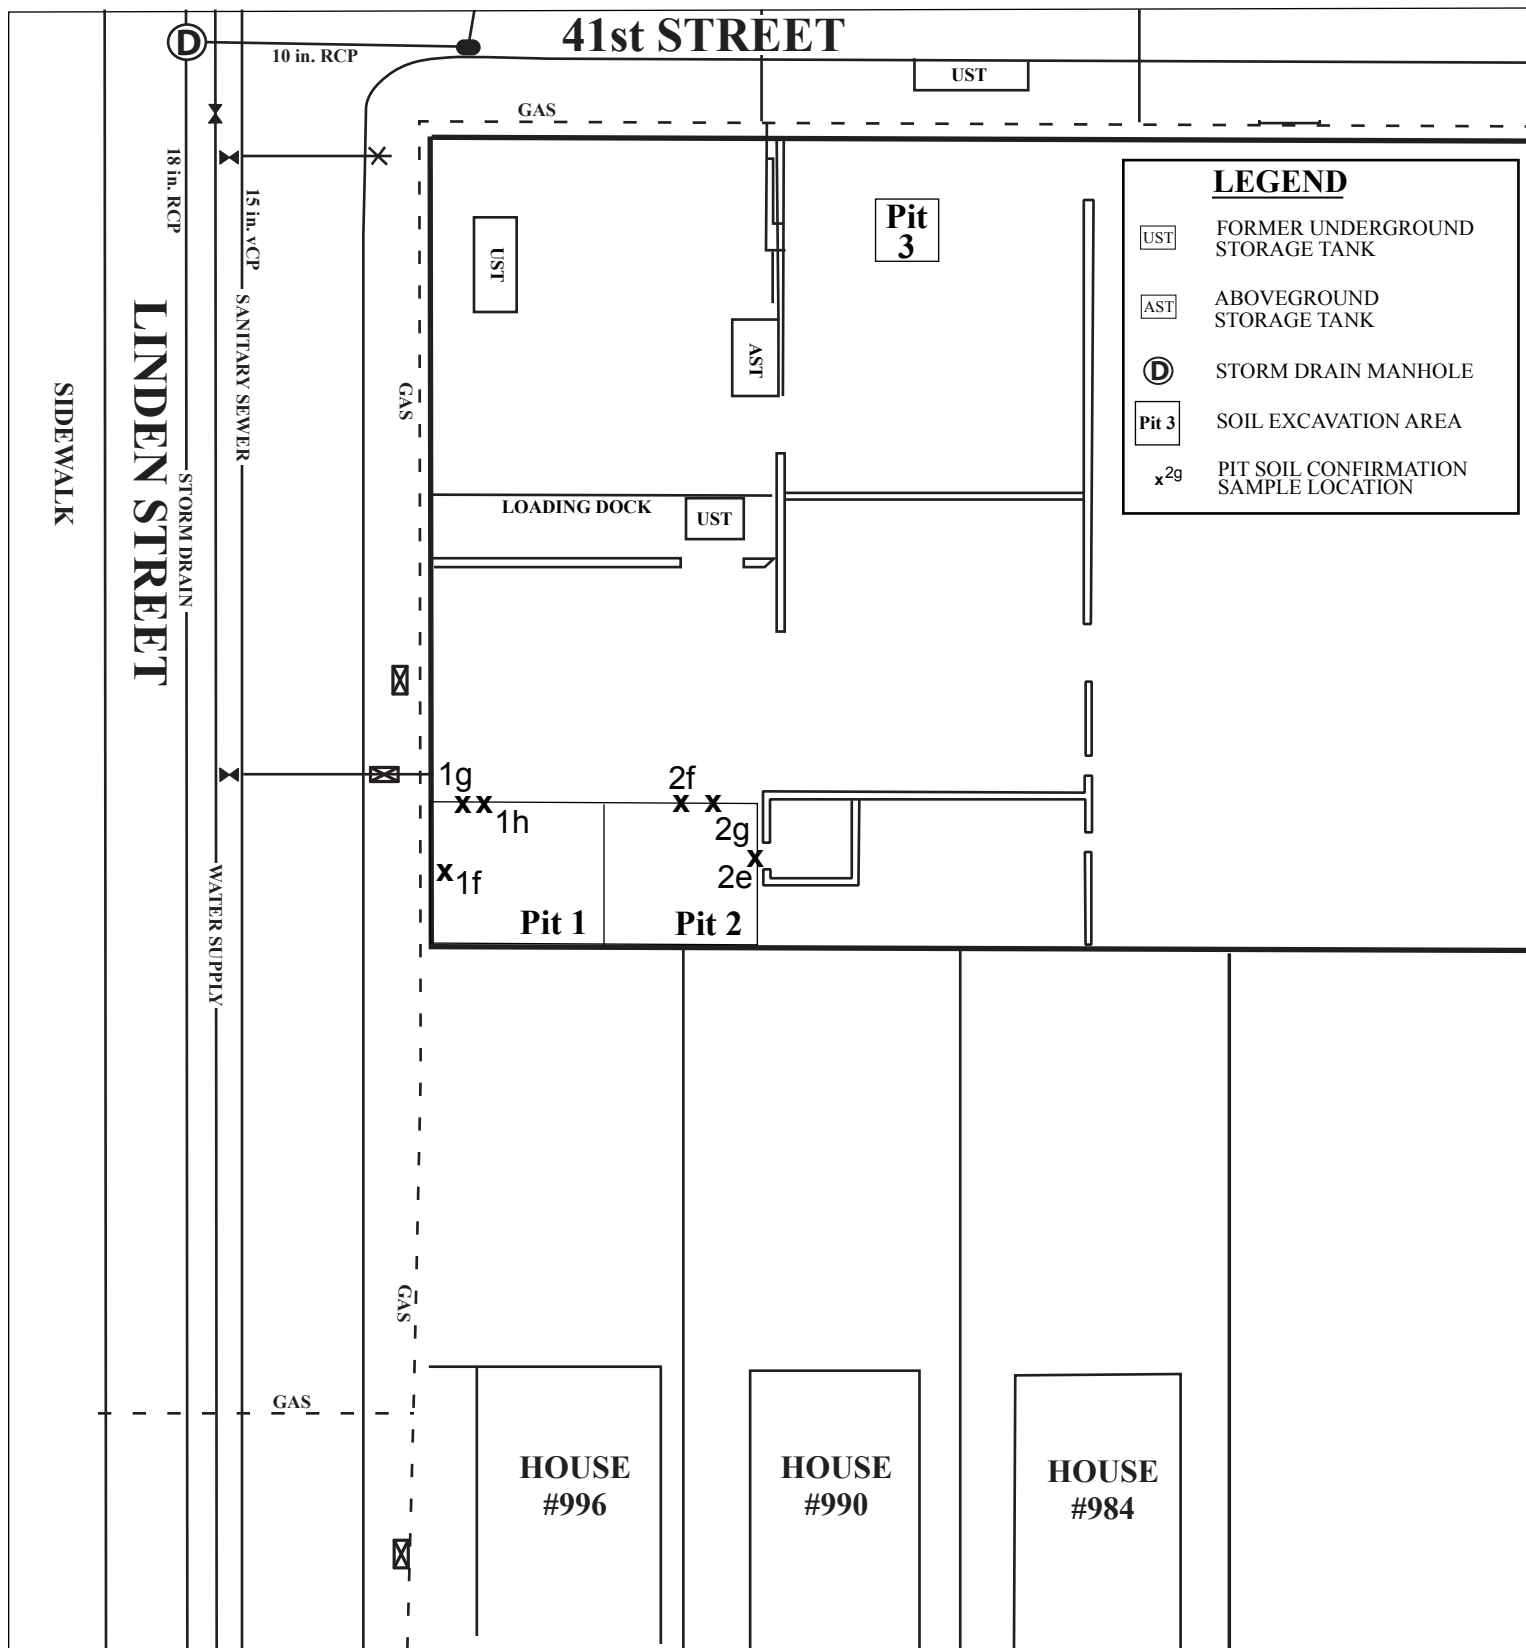 41st STREET
D
10 in. RCP
UST
GAS
18 in. RCP
15 in. vCP
LEGEND
UST
FORMER UNDERGROUND
STORAGE TANK
AST
ABOVEGROUND
STORAGE TANK
D
STORM DRAIN MANHOLE
Pit 3
SOIL EXCAVATION AREA
x2g
PIT SOIL CONFIRMATION
SAMPLE LOCATION
Pit
3
UST
AST
SIDEWALK
LINDEN STREET
STORM DRAIN
SANITARY SEWER
GAS
LOADING DOCK
UST
WATER SUPPLY
1g
x x
1h
x 1f
2f
x x
2g
x
2e
Pit 1
Pit 2
GAS
GAS
HOUSE
#996
HOUSE
#990
HOUSE
#984